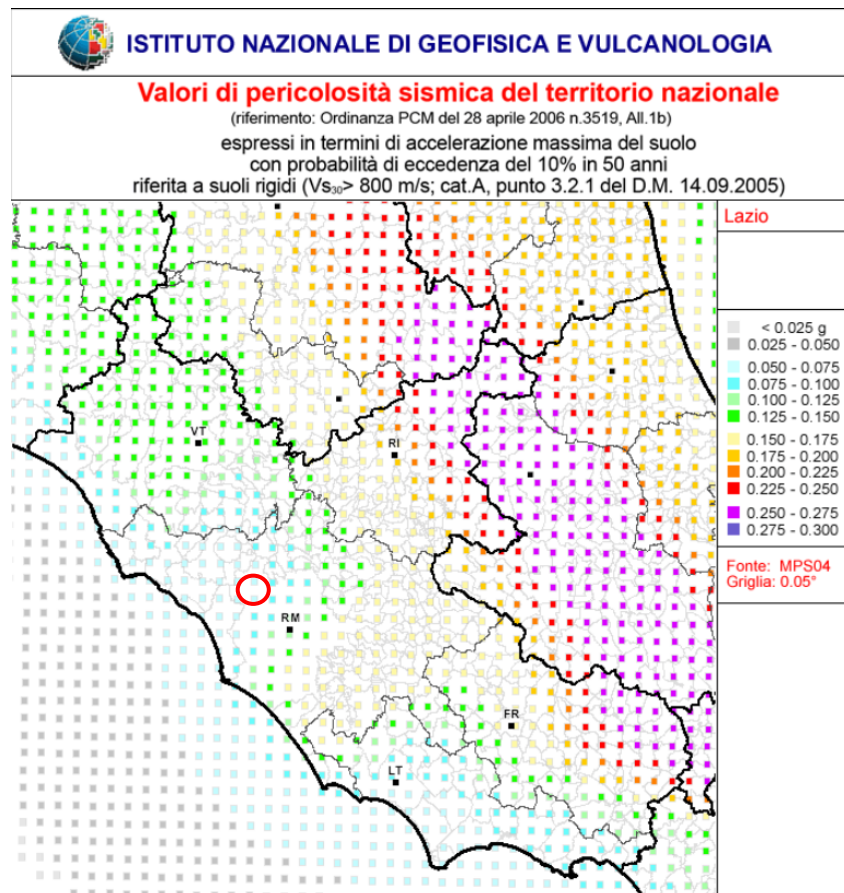 ISTITUTO NAZIONALE DI GEOFISICA E VULCANOLOGIA
Valori di pericolosità sismica del territorio nazionale
(riferimento: Ordinanza PCM del 28 aprile 2006 n.3519, All.1b)
espressi in termini di accelerazione massima del suolo
con probabilità di eccedenza del 10% in 50 anni
riferita a suoli rigidi (Vs₃₀> 800 m/s; cat.A, punto 3.2.1 del D.M. 14.09.2005)
Lazio
< 0.025 g
0.025 - 0.050
0.050 - 0.075
0.075 - 0.100
0.100 - 0.125
0.125 - 0.150
0.150 - 0.175
0.175 - 0.200
0.200 - 0.225
0.225 - 0.250
0.250 - 0.275
0.275 - 0.300
Fonte: MPS04
Griglia: 0.05°
VT
RI
RM
FR
LT